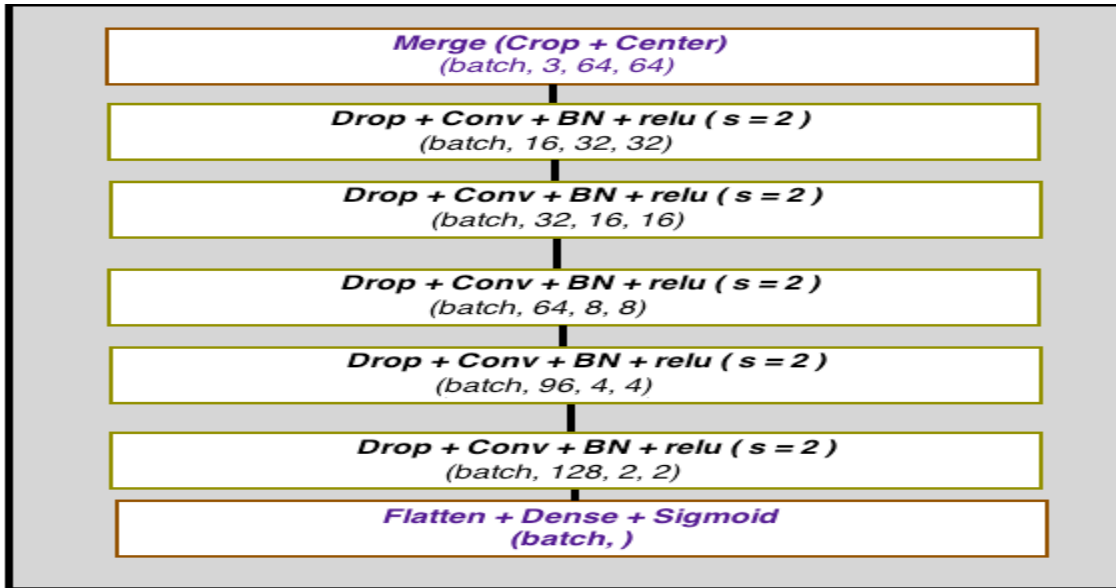 Merge (Crop + Center)
(batch, 3, 64, 64)
Drop + Conv + BN + relu ( s = 2 )
(batch, 16, 32, 32)
Drop + Conv + BN + relu ( s = 2 )
(batch, 32, 16, 16)
Drop + Conv + BN + relu ( s = 2 )
(batch, 64, 8, 8)
Drop + Conv + BN + relu ( s = 2 )
(batch, 96, 4, 4)
Drop + Conv + BN + relu ( s = 2 )
(batch, 128, 2, 2)
Flatten + Dense + Sigmoid
(batch, )